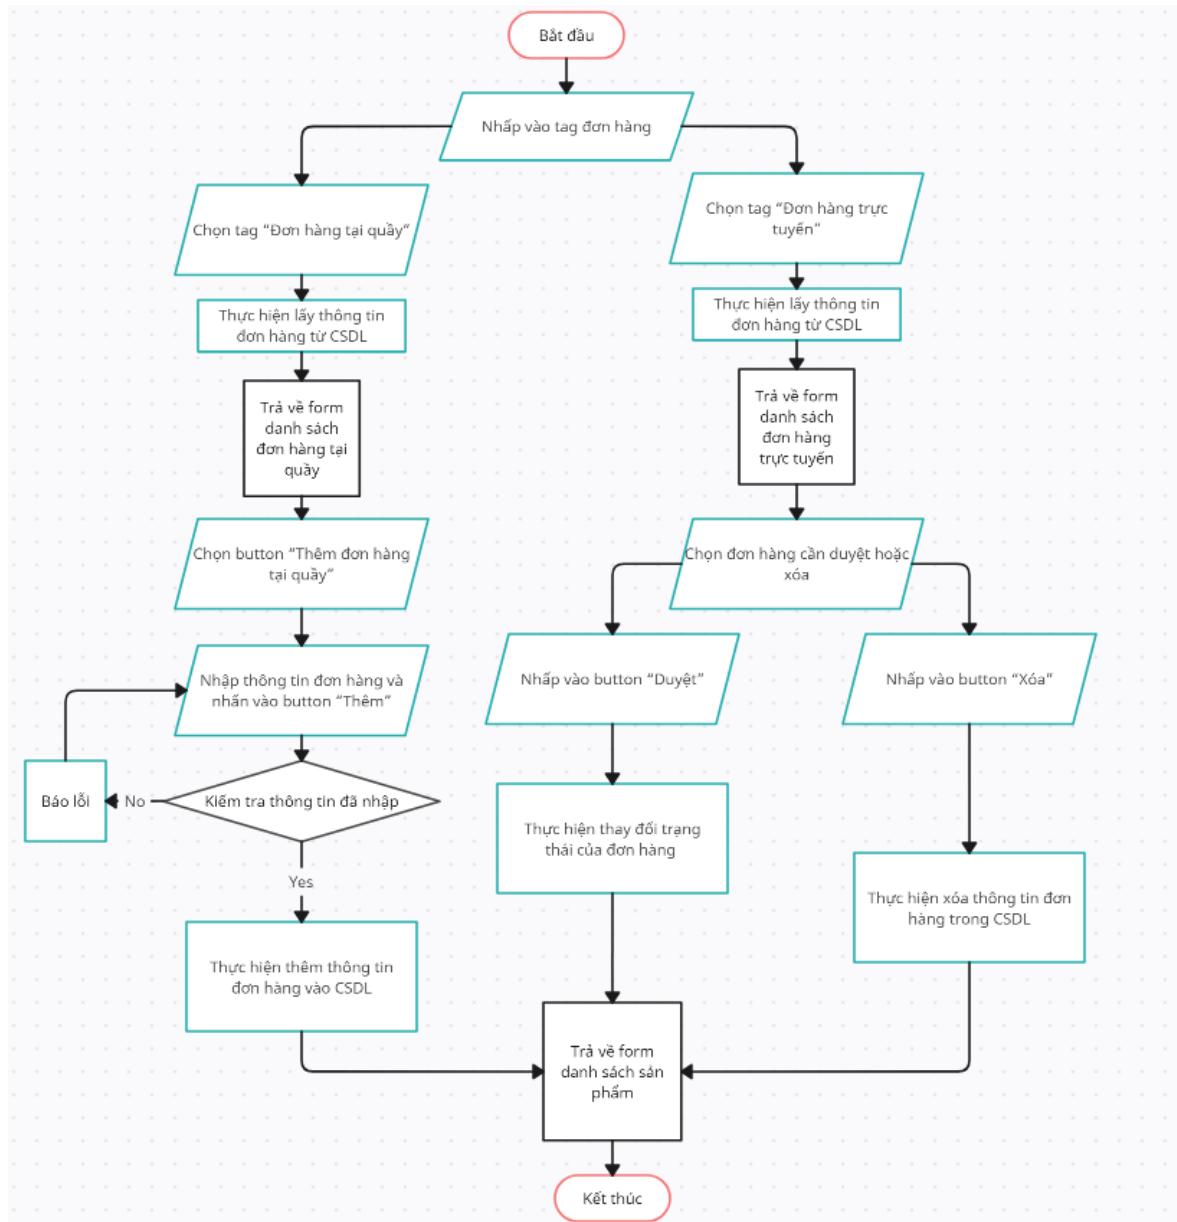 Bắt đầu
Nhấp vào tag đơn hàng
Chọn tag “Đơn hàng tại quầy”
Chọn tag “Đơn hàng trực
tuyến”
Thực hiện lấy thông tin
đơn hàng từ CSDL
Thực hiện lấy thông tin
đơn hàng từ CSDL
Trả về form
danh sách
đơn hàng tại
quầy
Trả về form
danh sách
đơn hàng
trực tuyến
Chọn button “Thêm đơn hàng
tại quầy”
Chọn đơn hàng cần duyệt hoặc
xóa
Nhập thông tin đơn hàng và
nhấn vào button “Thêm”
Nhấp vào button “Duyệt”
Nhấp vào button “Xóa”
Báo lỗi
No
Kiểm tra thông tin đã nhập
Thực hiện thay đổi trạng
thái của đơn hàng
Yes
Thực hiện xóa thông tin đơn
hàng trong CSDL
Thực hiện thêm thông tin
đơn hàng vào CSDL
Trả về form
danh sách sản
phẩm
Kết thúc